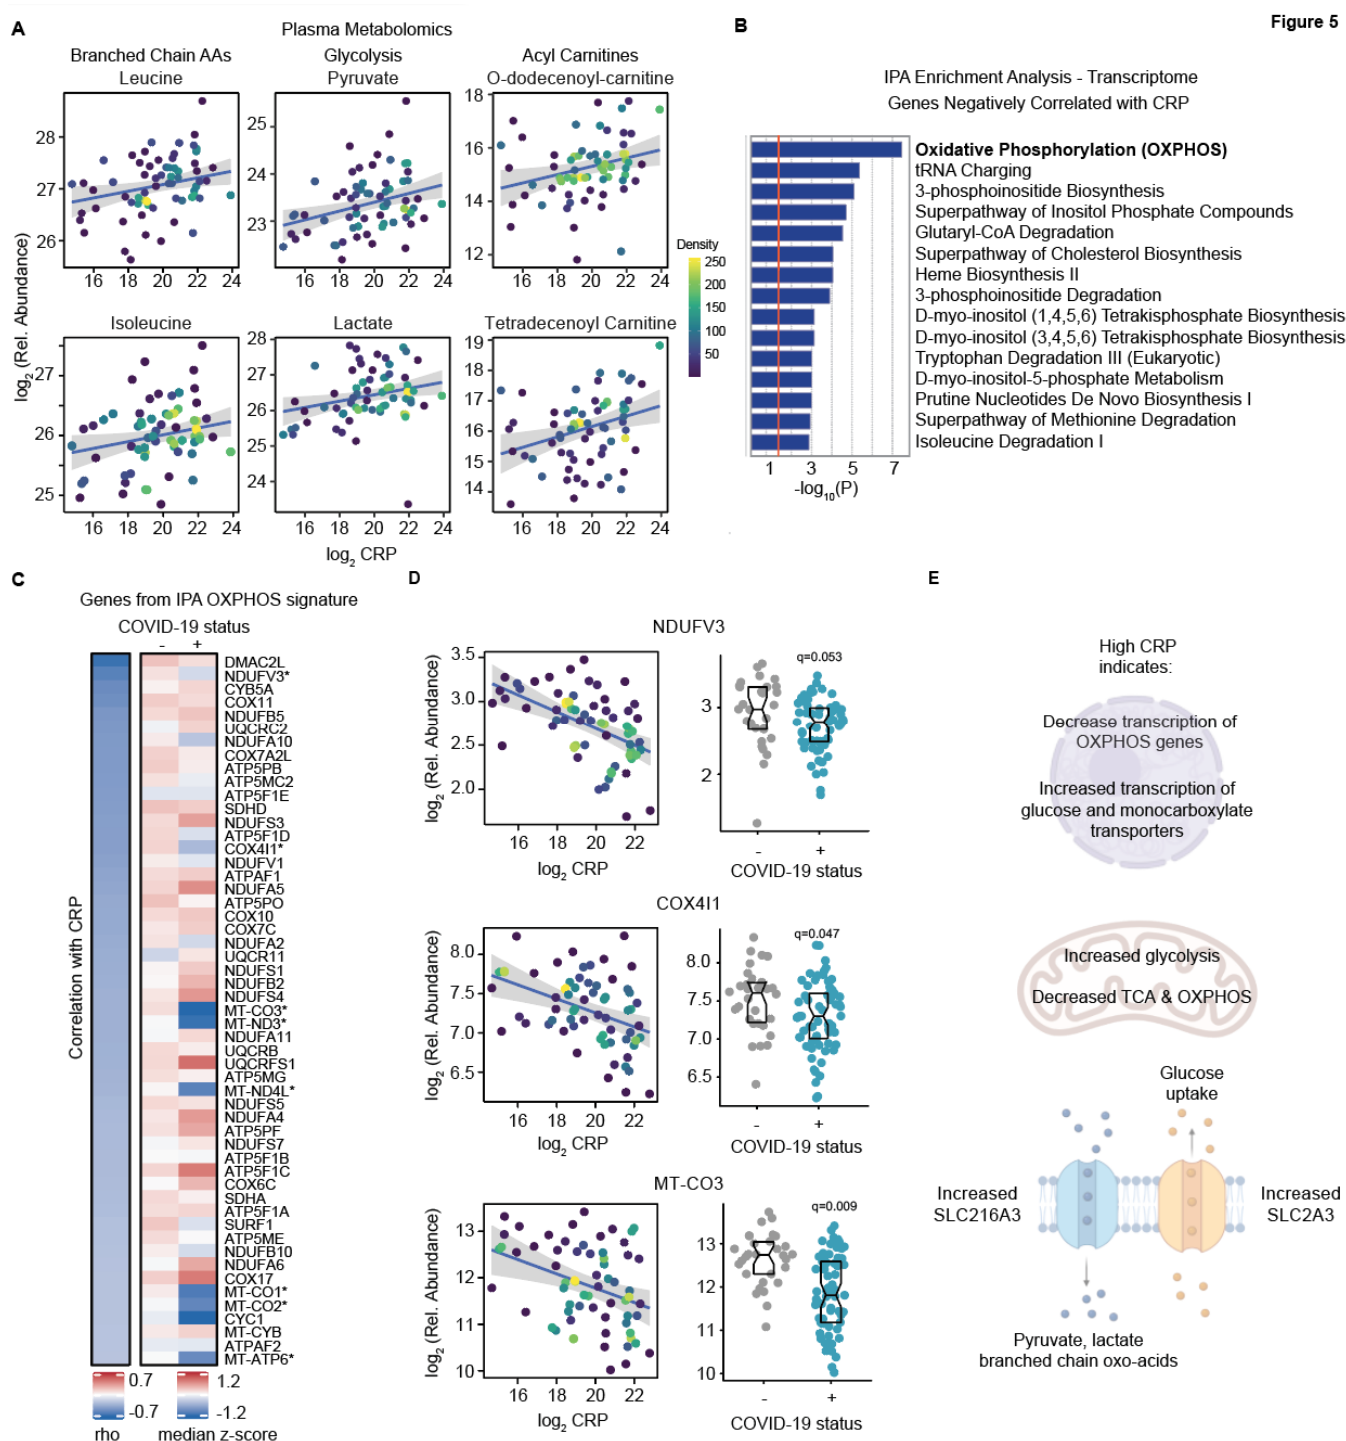 Figure 5
A
Plasma Metabolomics
Branched Chain AAs
Glycolysis
Acyl Carnitines
Leucine
Pyruvate
O-dodecenoyl-carnitine
28
27
26
16 18 20 22 24
25
24
23
16 18 20 22 24
18
16
14
12
16 18 20 22 24
log2 (Rel. Abundance)
Density
250
200
150
100
50
Isoleucine
Lactate
Tetradecenoyl Carnitine
27
26
25
16 18 20 22 24
28
27
26
25
24
16 18 20 22 24
19
18
17
16
15
14
16 18 20 22 24
log2 CRP
B
IPA Enrichment Analysis - Transcriptome
Genes Negatively Correlated with CRP
Oxidative Phosphorylation (OXPHOS)
tRNA Charging
3-phosphoinositide Biosynthesis
Superpathway of Inositol Phosphate Compounds
Glutaryl-CoA Degradation
Superpathway of Cholesterol Biosynthesis
Heme Biosynthesis II
3-phosphoinositide Degradation
D-myo-inositol (1,4,5,6) Tetrakisphosphate Biosynthesis
D-myo-inositol (3,4,5,6) Tetrakisphosphate Biosynthesis
Tryptophan Degradation III (Eukaryotic)
D-myo-inositol-5-phosphate Metabolism
Prutine Nucleotides De Novo Biosynthesis I
Superpathway of Methionine Degradation
Isoleucine Degradation I
1 3 5 7
-log10(P)
C
Genes from IPA OXPHOS signature
COVID-19 status
- +
Correlation with CRP
DMAC2L
NDUFV3*
CYB5A
COX11
NDUFB5
UQCRC2
NDUFA10
COX7A2L
ATP5PB
ATP5MC2
ATP5F1E
SDHD
NDUFS3
ATP5F1D
COX4I1*
NDUFV1
ATPAF1
NDUFA5
ATP5PO
COX10
COX7C
NDUFA2
UQCR11
NDUFS1
NDUFB2
NDUFS4
MT-CO3*
MT-ND3*
NDUFA11
UQCRB
UQCRFS1
ATP5MG
MT-ND4L*
NDUFS5
NDUFA4
ATP5PF
NDUFS7
ATP5F1B
ATP5F1C
COX6C
SDHA
ATP5F1A
SURF1
ATP5ME
NDUFB10
NDUFA6
COX17
MT-CO1*
MT-CO2*
CYC1
MT-CYB
ATPAF2
MT-ATP6*
0.7
-0.7
rho
1.2
-1.2
median z-score
D
NDUFV3
log2 (Rel. Abundance)
3.5
3.0
2.5
2.0
16 18 20 22
log2 CRP
q=0.053
3
2
- +
COVID-19 status
COX4I1
log2 (Rel. Abundance)
8.0
7.5
7.0
6.5
16 18 20 22
log2 CRP
q=0.047
8.0
7.5
7.0
6.5
- +
COVID-19 status
MT-CO3
log2 (Rel. Abundance)
13
12
11
10
16 18 20 22
log2 CRP
q=0.009
13
12
11
10
- +
COVID-19 status
E
High CRP
indicates:
Decrease transcription of
OXPHOS genes
Increased transcription of
glucose and monocarboxylate
transporters
Increased glycolysis
Decreased TCA & OXPHOS
Glucose
uptake
Increased
SLC216A3
Increased
SLC2A3
Pyruvate, lactate
branched chain oxo-acids